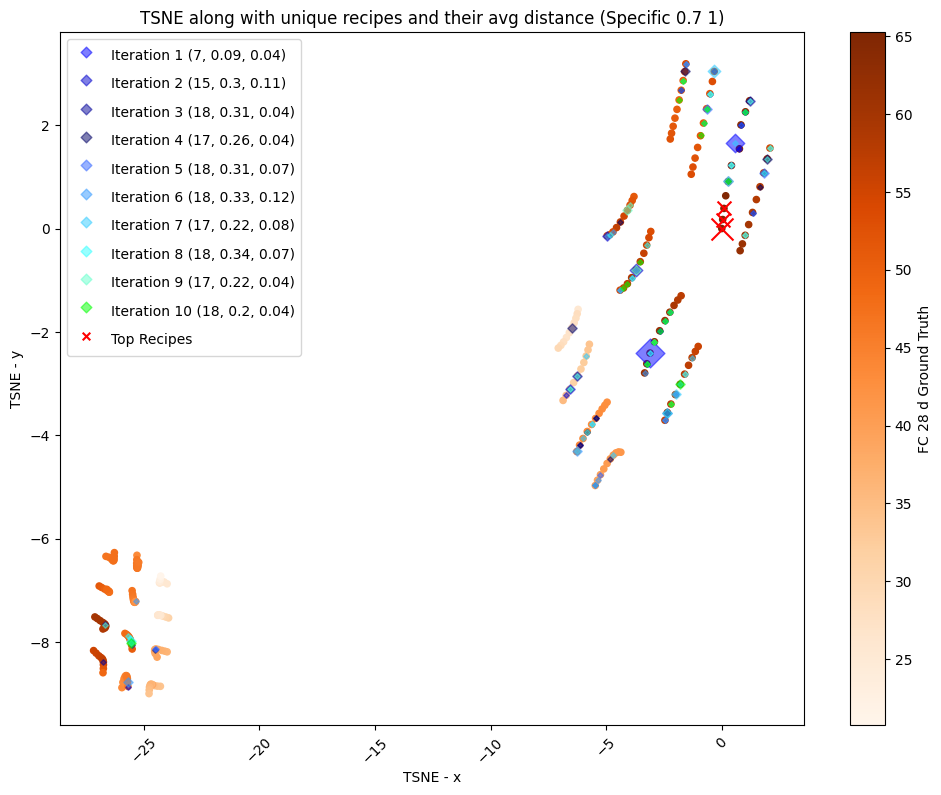 TSNE along with unique recipes and their avg distance (Specific 0.7 1)
Iteration 1 (7, 0.09, 0.04)
Iteration 2 (15, 0.3, 0.11)
Iteration 3 (18, 0.31, 0.04)
Iteration 4 (17, 0.26, 0.04)
Iteration 5 (18, 0.31, 0.07)
Iteration 6 (18, 0.33, 0.12)
Iteration 7 (17, 0.22, 0.08)
Iteration 8 (18, 0.34, 0.07)
Iteration 9 (17, 0.22, 0.04)
Iteration 10 (18, 0.2, 0.04)
Top Recipes
TSNE - y
2
0
−2
−4
−6
−8
−25
−20
−15
−10
−5
0
TSNE - x
65
60
55
50
45
40
35
30
25
FC 28 d Ground Truth